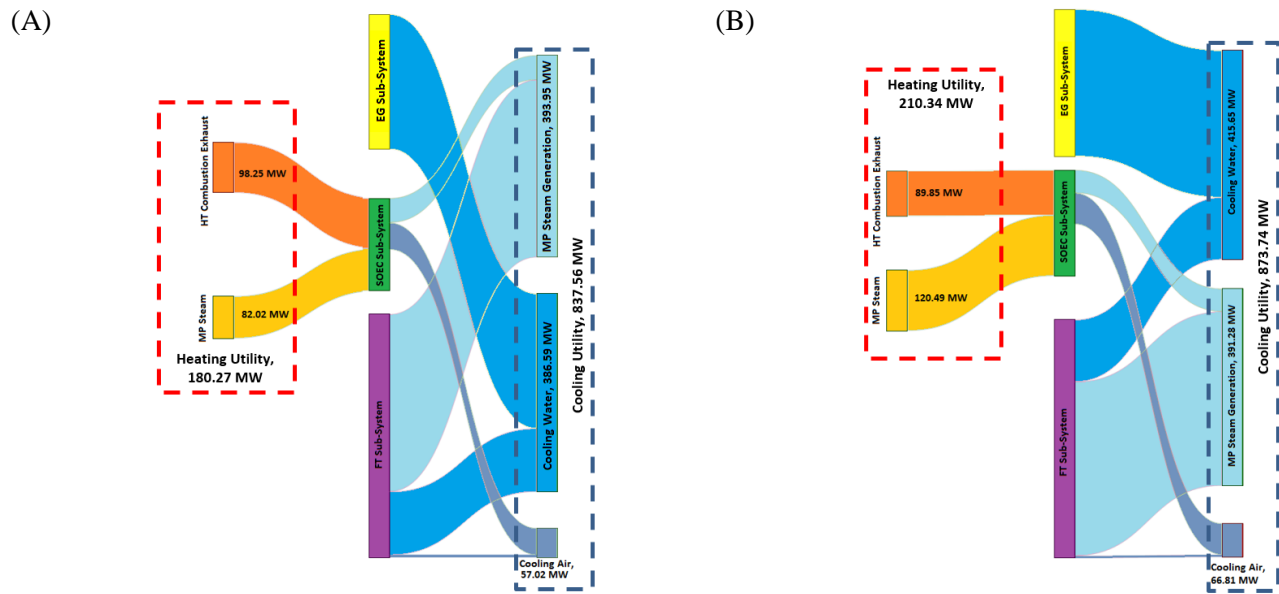 (A)
HT Combustion Exhaust
98.25 MW
MP Steam
82.02 MW
Heating Utility,
180.27 MW
EG Sub-System
SOEC Sub-System
FT Sub-System
MP Steam Generation, 393.95 MW
Cooling Water, 386.59 MW
Cooling Air,
57.02 MW
Cooling Utility, 837.56 MW
(B)
Heating Utility,
210.34 MW
HT Combustion Exhaust
89.85 MW
MP Steam
120.49 MW
EG Sub-System
SOEC Sub-System
FT Sub-System
Cooling Water, 415.65 MW
MP Steam Generation, 391.28 MW
Cooling Air,
66.81 MW
Cooling Utility, 873.74 MW